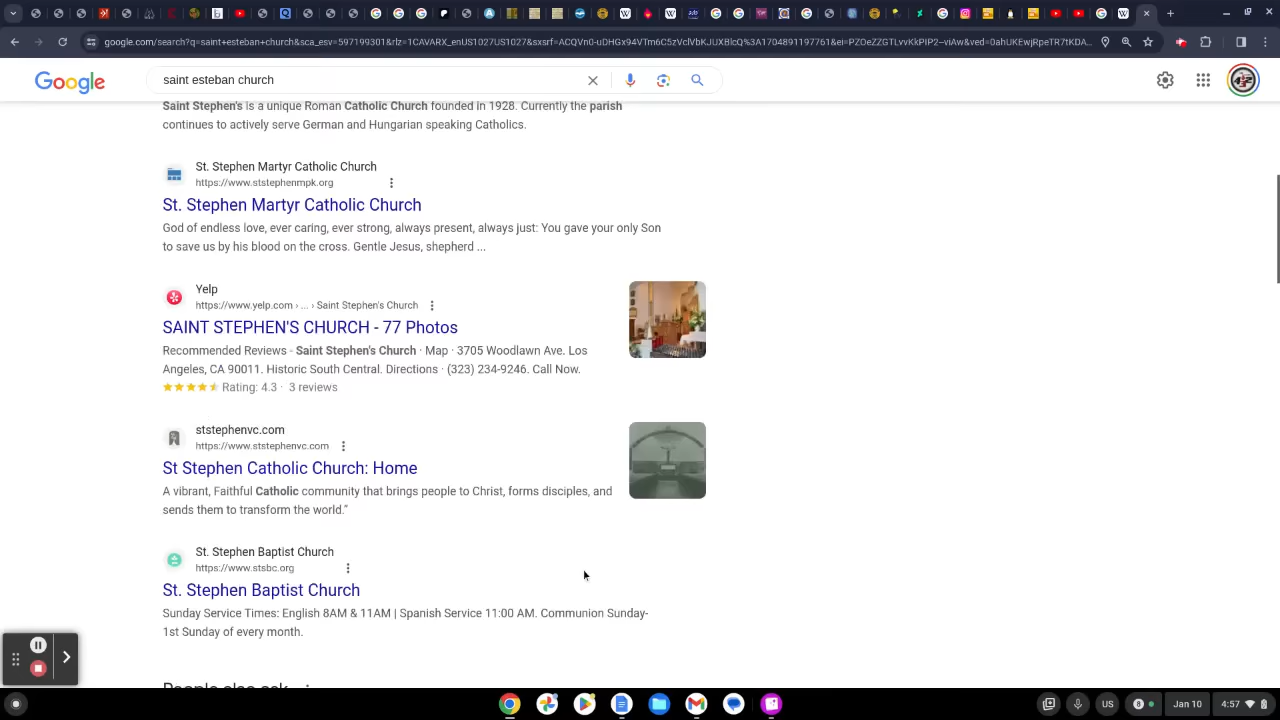 google.com/search?q=saint+esteban+church&sca_esv=597199301&rlz=1CAVARX_enUS1027US1027&sxsrf=
Google
saint esteban church
Saint Stephen's is a unique Roman Catholic Church founded in 1928. Currently the parish
continues to actively serve German and Hungarian speaking Catholics.
St. Stephen Martyr Catholic Church
https://www.ststephenmpk.org
St. Stephen Martyr Catholic Church
God of endless love, ever caring, ever strong, always present, always just: You gave your only Son
to save us by his blood on the cross. Gentle Jesus, shepherd ...
Yelp
https://www.yelp.com › ... › Saint Stephen's Church
SAINT STEPHEN'S CHURCH - 77 Photos
Recommended Reviews - Saint Stephen's Church · Map · 3705 Woodlawn Ave. Los
Angeles, CA 90011. Historic South Central. Directions · (323) 234-9246. Call Now.
Rating: 4.3 · 3 reviews
ststephenvc.com
https://www.ststephenvc.com
St Stephen Catholic Church: Home
A vibrant, Faithful Catholic community that brings people to Christ, forms disciples, and
sends them to transform the world."
St. Stephen Baptist Church
https://www.stsbc.org
St. Stephen Baptist Church
Sunday Service Times: English 8AM & 11AM | Spanish Service 11:00 AM. Communion Sunday-
1st Sunday of every month.
People also ask
US
8
Jan 10
4:57